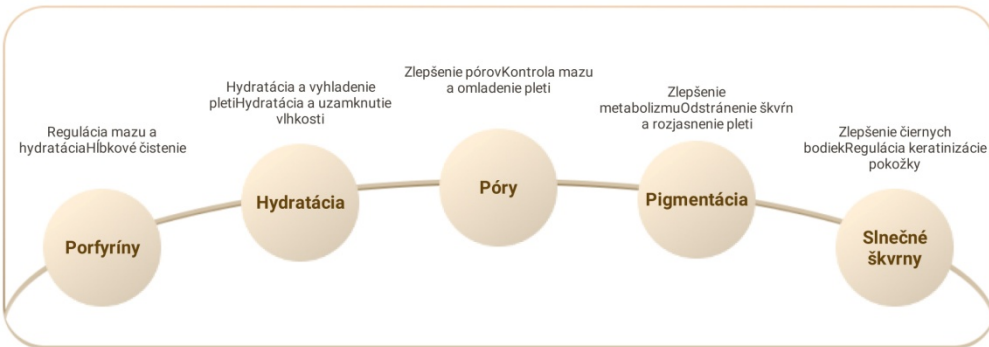 Regulácia mazu a
hydratáciaHĺbkové čistenie
Porfyríny
Hydratácia a vyhladenie
pletiHydratácia a uzamknutie
vlhkosti
Hydratácia
Zlepšenie pórovKontrola mazu
a omladenie pleti
Póry
Zlepšenie
metabolizmuOdstránenie škvŕn
a rozjasnenie pleti
Pigmentácia
Zlepšenie čiernych
bodiekRegulácia keratinizácie
pokožky
Slnečné
škvrny